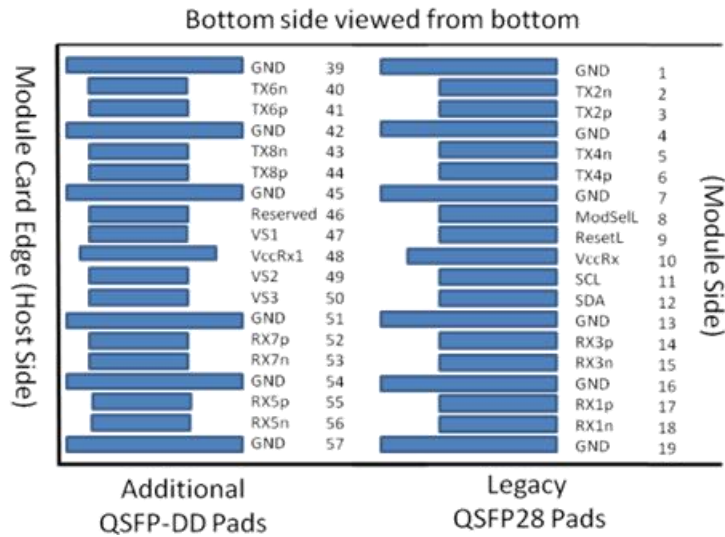 Bottom side viewed from bottom
Module Card Edge (Host Side)
GND 39 GND 1
TX6n 40 TX2n 2
TX6p 41 TX2p 3
GND 42 GND 4
TX8n 43 TX4n 5
TX8p 44 TX4p 6
GND 45 GND 7
Reserved 46 ModSelL 8
VS1 47 ResetL 9
VccRx1 48 VccRx 10
VS2 49 SCL 11
VS3 50 SDA 12
GND 51 GND 13
RX7p 52 RX3p 14
RX7n 53 RX3n 15
GND 54 GND 16
RX5p 55 RX1p 17
RX5n 56 RX1n 18
GND 57 GND 19
(Module Side)
Additional
QSFP-DD Pads
Legacy
QSFP28 Pads